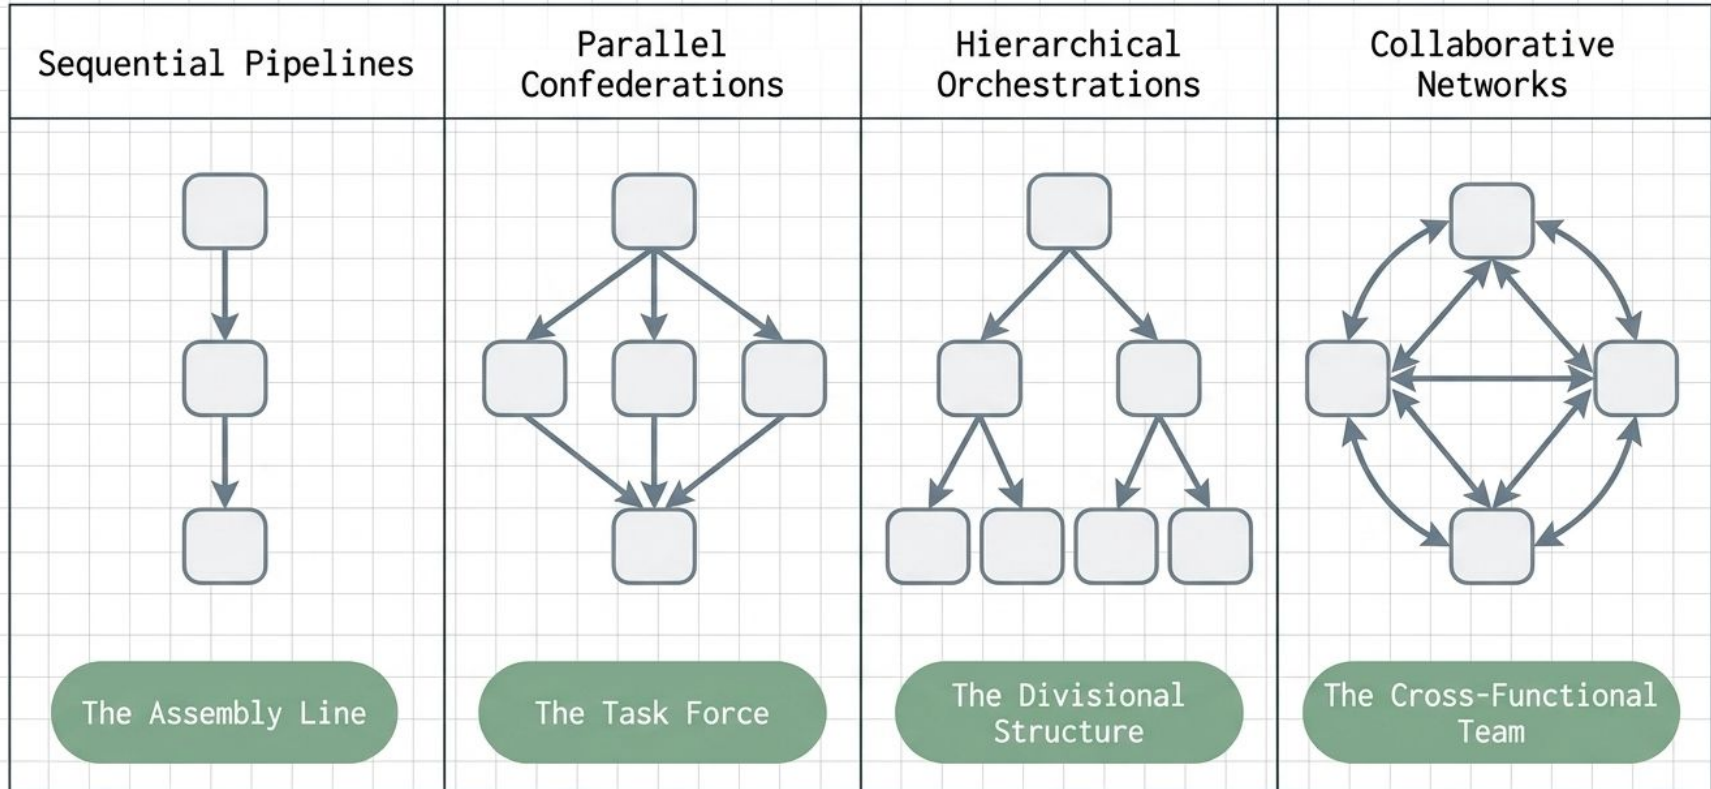 Sequential Pipelines
Parallel
Confederations
Hierarchical
Orchestrations
Collaborative
Networks
The Assembly Line
The Task Force
The Divisional
Structure
The Cross-Functional
Team